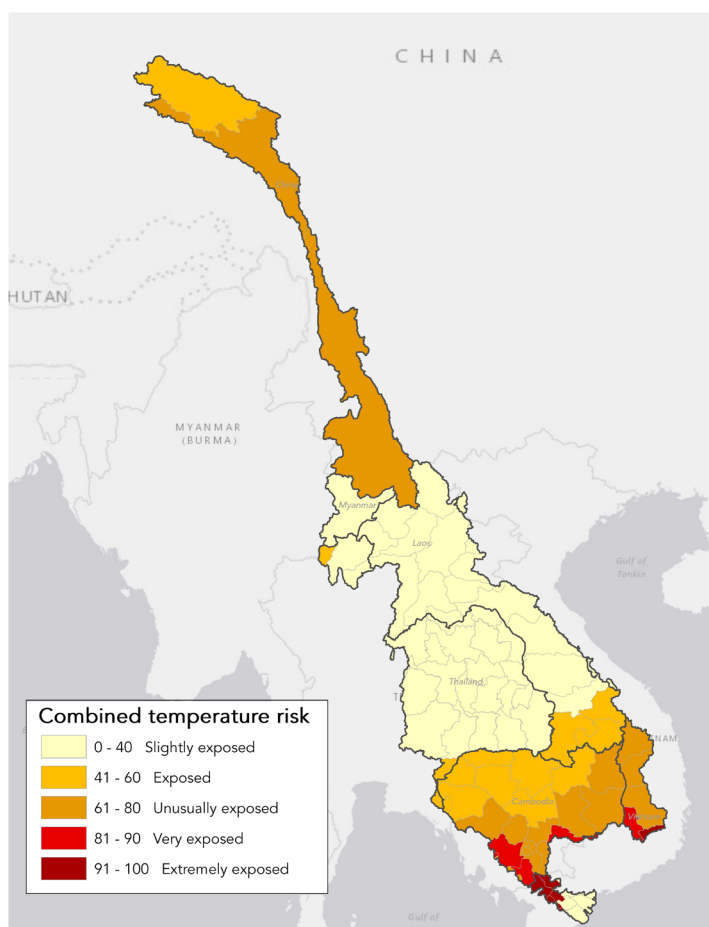 CHINA
HUTAN
MYANMAR
(BURMA)
Myanmar
Laos
Gulf of
Tonkin
Thailand
T
NAM
Cambodia
Combined temperature risk
0 - 40 Slightly exposed
41 - 60 Exposed
61 - 80 Unusually exposed
81 - 90 Very exposed
91 - 100 Extremely exposed
Gulf of